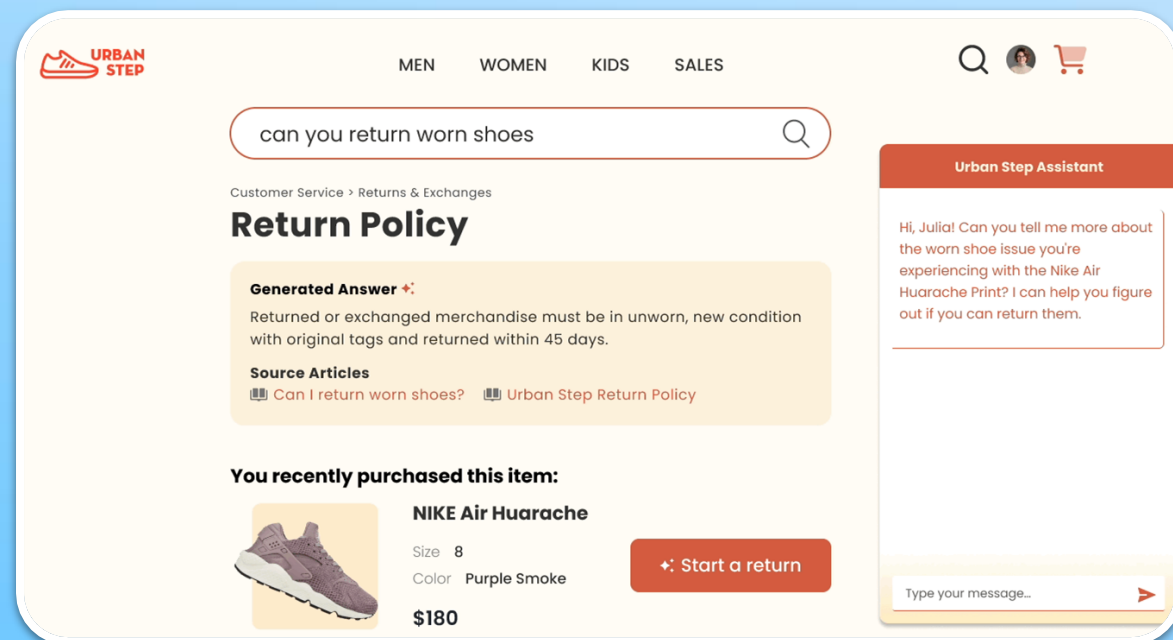 URBAN
STEP
MEN WOMEN KIDS SALES
can you return worn shoes
Customer Service > Returns & Exchanges
Return Policy
Generated Answer
Returned or exchanged merchandise must be in unworn, new condition
with original tags and returned within 45 days.
Source Articles
Can I return worn shoes? Urban Step Return Policy
You recently purchased this item:
NIKE Air Huarache
Size 8
Color Purple Smoke
$180
Start a return
Urban Step Assistant
Hi, Julia! Can you tell me more about
the worn shoe issue you're
experiencing with the Nike Air
Huarache Print? I can help you figure
out if you can return them.
Type your message...